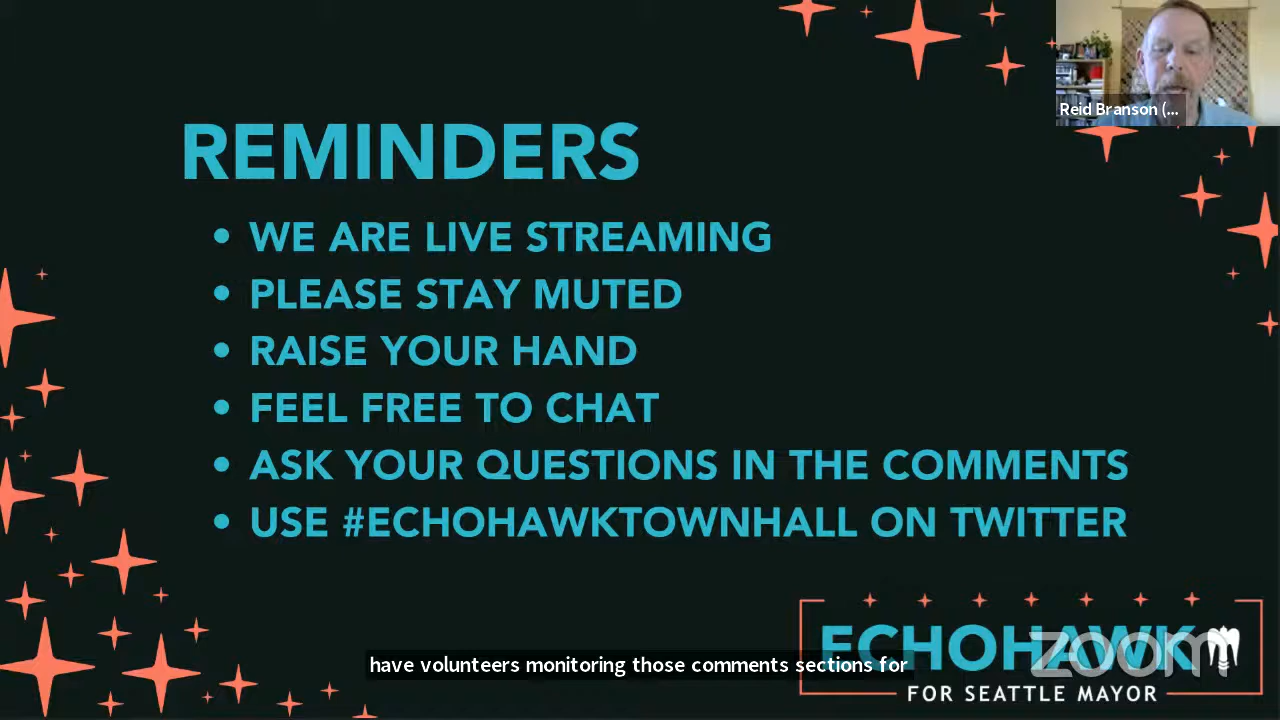 Reid Branson (...
REMINDERS
• WE ARE LIVE STREAMING
• PLEASE STAY MUTED
• RAISE YOUR HAND
• FEEL FREE TO CHAT
• ASK YOUR QUESTIONS IN THE COMMENTS
• USE #ECHOHAWKTOWNHALL ON TWITTER
ECHOHAWK
zoom
have volunteers monitoring those comments sections for
FOR SEATTLE MAYOR